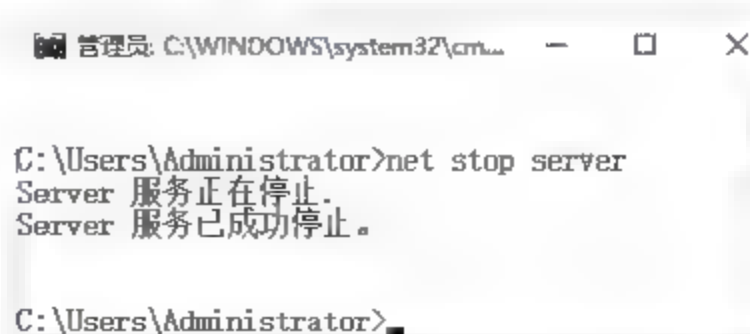 管理员: C:\WINDOWS\system32\cm...
C:\Users\Administrator>net stop server
Server 服务正在停止.
Server 服务已成功停止。
C:\Users\Administrator>